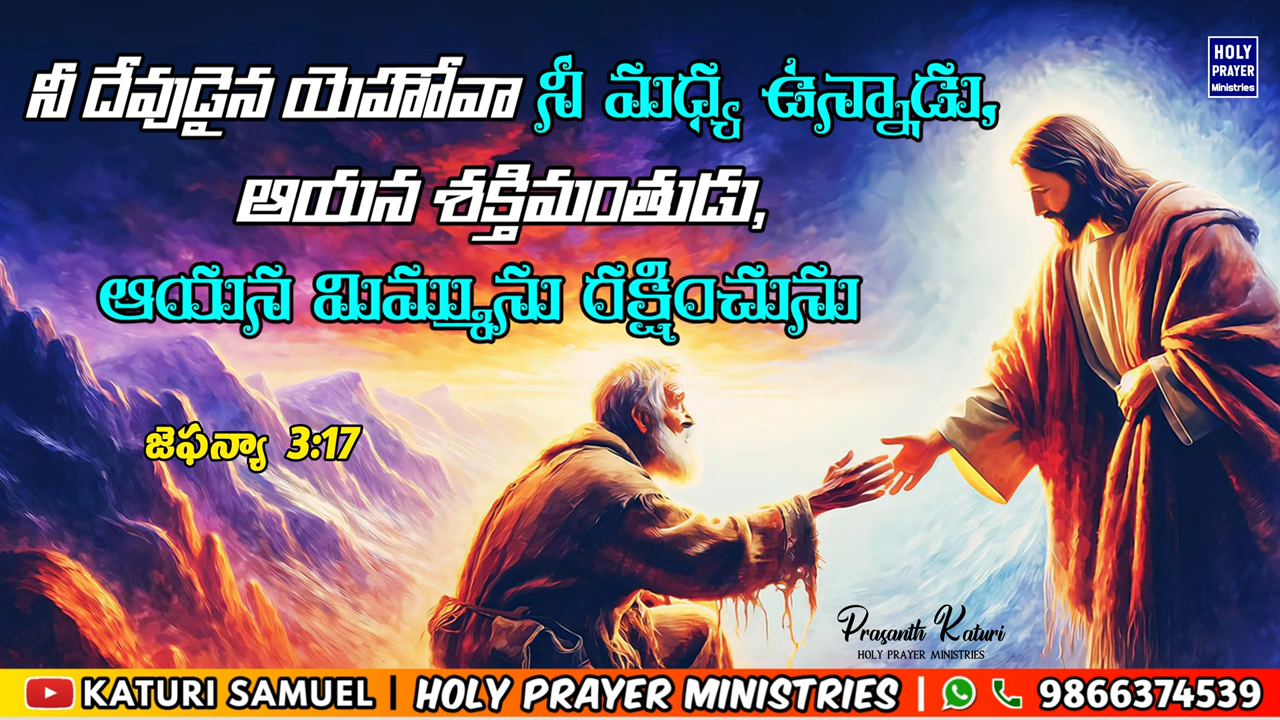 నీ దేవుడైన యెహోవా నీ మధ్య ఉన్నాడు,
ఆయన శక్తిమంతుడు,
ఆయన మిమ్మును రక్షించును
జెఫన్యా 3:17
HOLY
PRAYER
Ministries
Prasanth Katuri
HOLY PRAYER MINISTRIES
KATURI SAMUEL | HOLY PRAYER MINISTRIES | 9866374539